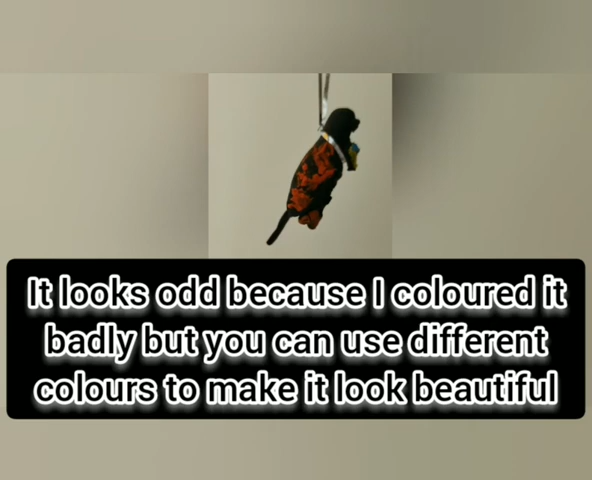 It looks odd because I coloured it
badly but you can use different
colours to make it look beautiful